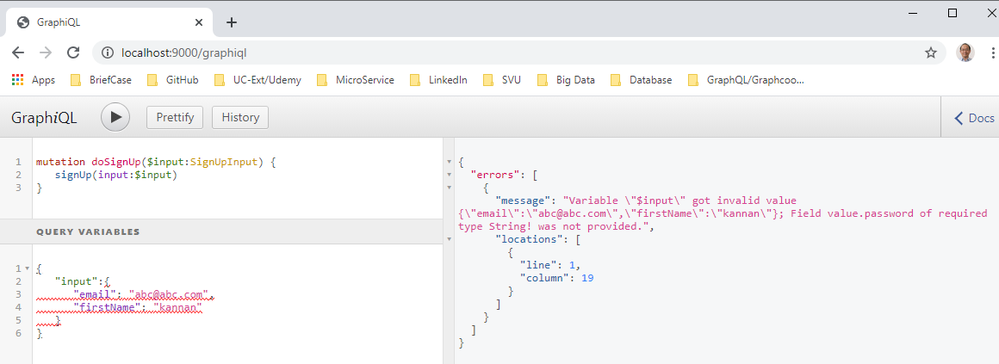 GraphiQL
localhost:9000/graphiql
Apps BriefCase GitHub UC-Ext/Udemy MicroService LinkedIn SVU Big Data Database GraphQL/Graphcoo...
GraphiQL Prettify History Docs
1 mutation doSignUp($input:SignUpInput) {
2 signUp(input:$input)
3 }
QUERY VARIABLES
1 {
2 "input":{
3 "email": "abc@abc.com",
4 "firstName": "kannan"
5 }
6 }
{
"errors": [
{
"message": "Variable \"$input\" got invalid value
{\"email\":\"abc@abc.com\",\"firstName\":\"kannan\"}; Field value.password of required
type String! was not provided.",
"locations": [
{
"line": 1,
"column": 19
}
]
}
]
}